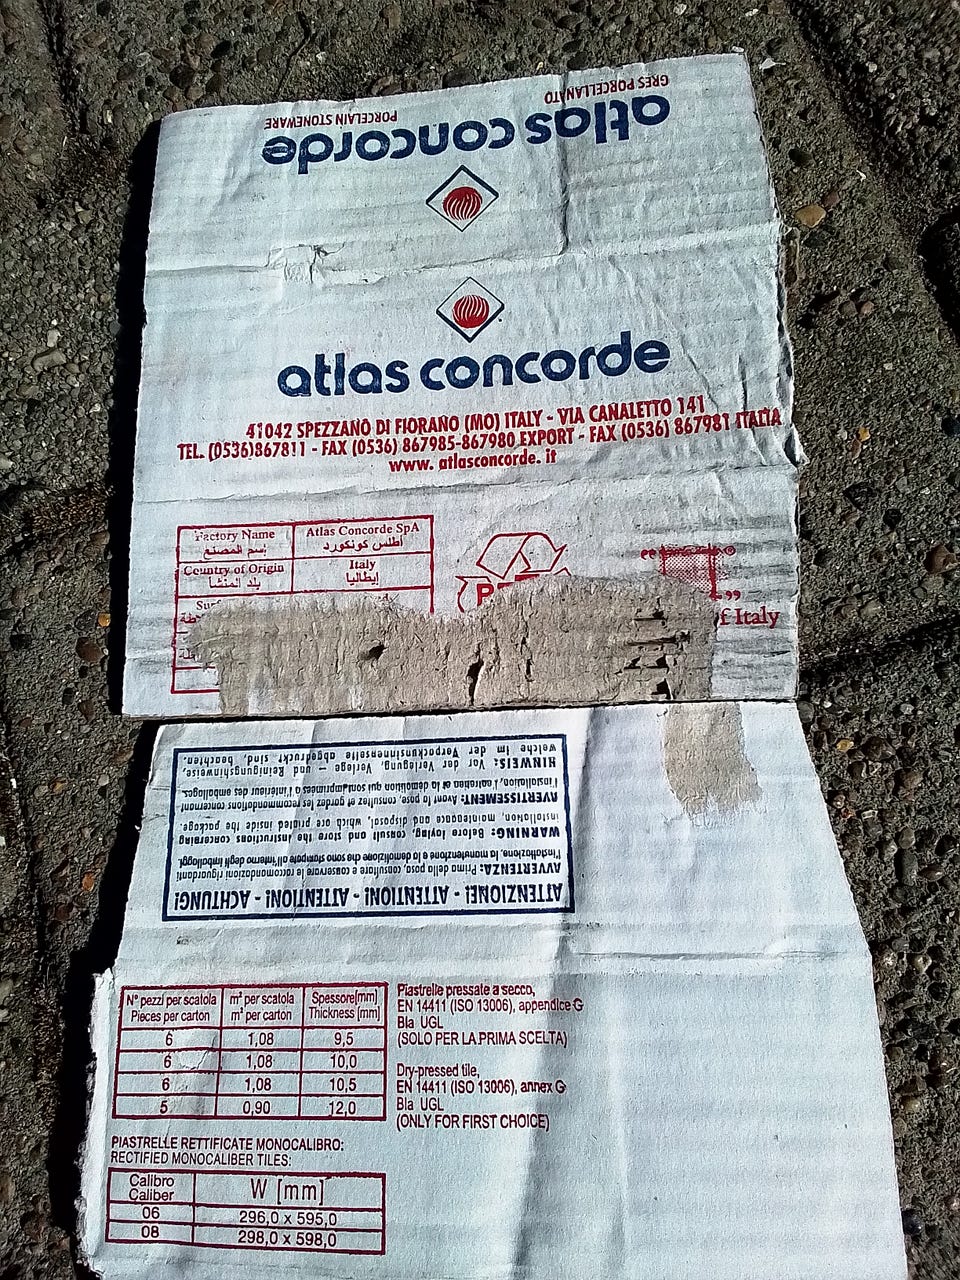 GRES PORCELLANATO
PORCELAIN STONEWARE
atlas concorde
atlas concorde
41042 SPEZZANO DI FIORANO (MO) ITALY - VIA CANALETTO 141
TEL. (0536)867811 - FAX (0536) 867985-867980 EXPORT - FAX (0536) 867981 ITALIA
www. atlasconcorde. it
Factory Name
إسم المصنع
Atlas Concorde SpA
أطلس كونكورد
Country of Origin
بلد المنشأ
Italy
إيطاليا
f Italy
ATTENZIONE! - ATTENTION! - ATTENTION! - ACHTUNG!
AVVERTENZA: Prima della posa, consultare e conservare le raccomandazioni riguardanti
l'installazione, la manutenzione e la demolizione che sono stampate all'interno degli imballaggi.
WARNING: Before laying, consult and store the instructions concerning
installation, maintenance and disposal, which are printed inside the package.
AVERTISSEMENT: Avant la pose, consultez et gardez les recommandations concernant
l'installation, l'entretien et la démolition qui sont imprimées à l'intérieur des emballages.
HINWEIS: Vor der Verlegung, Verlege - und Reinigungshinweise,
welche im der Verpackungsinnenseite abgedruckt sind, beachten.
N° pezzi per scatola
Pieces per carton
m² per scatola
m² per carton
Spessore(mm)
Thickness (mm)
6 1,08 9,5
6 1,08 10,0
6 1,08 10,5
5 0,90 12,0
Piastrelle pressate a secco,
EN 14411 (ISO 13006), appendice G
BIa UGL
(SOLO PER LA PRIMA SCELTA)
Dry-pressed tile,
EN 14411 (ISO 13006), annex G
BIa UGL
(ONLY FOR FIRST CHOICE)
PIASTRELLE RETTIFICATE MONOCALIBRO:
RECTIFIED MONOCALIBER TILES:
Calibro
Caliber
W [mm]
06 296,0 x 595,0
08 298,0 x 598,0